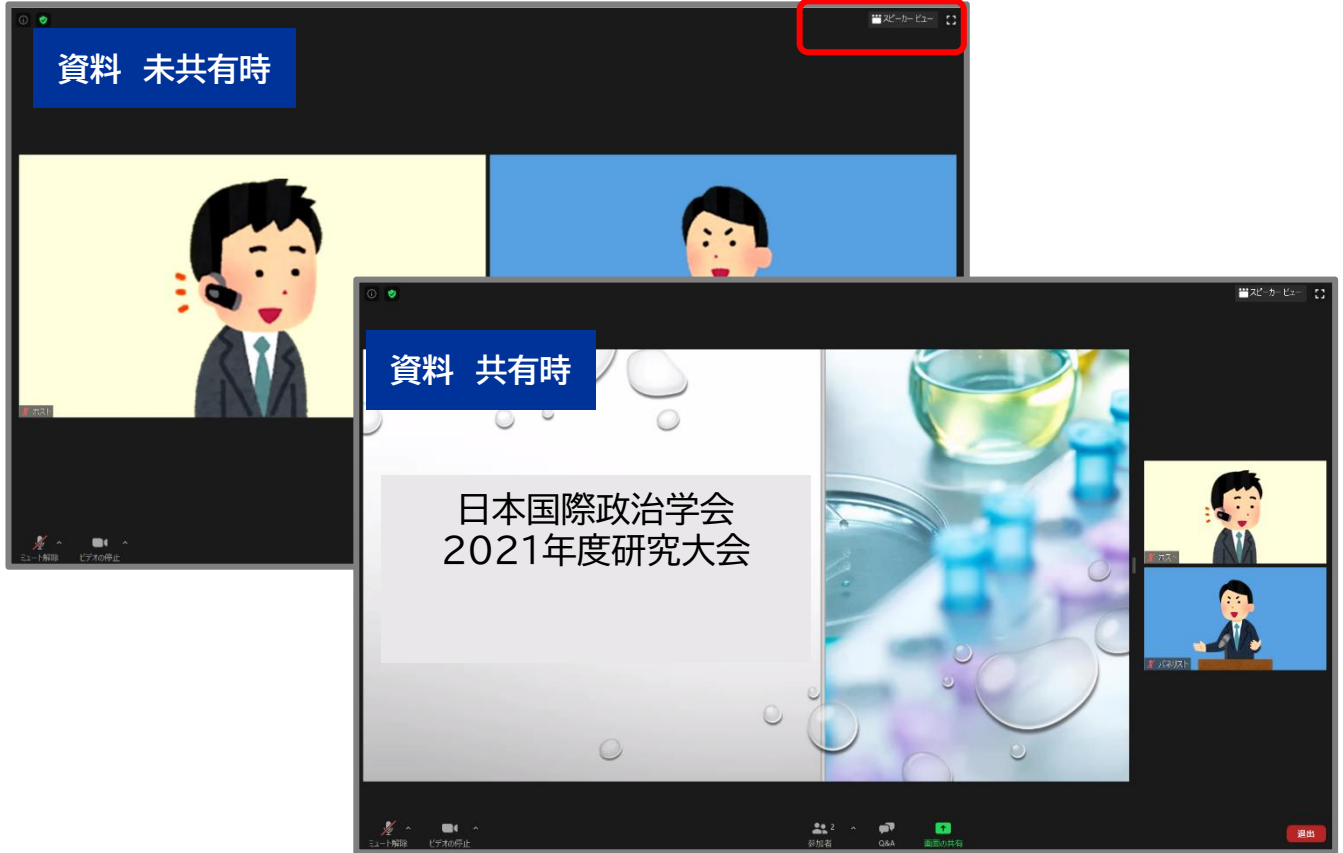 スピーカー ビュー
資料 未共有時
ホスト
ミュート解除
ビデオの停止
スピーカー ビュー
資料 共有時
日本国際政治学会
2021年度研究大会
ホスト
パネリスト
ミュート解除
ビデオの停止
2
参加者
Q&A
画面の共有
退出